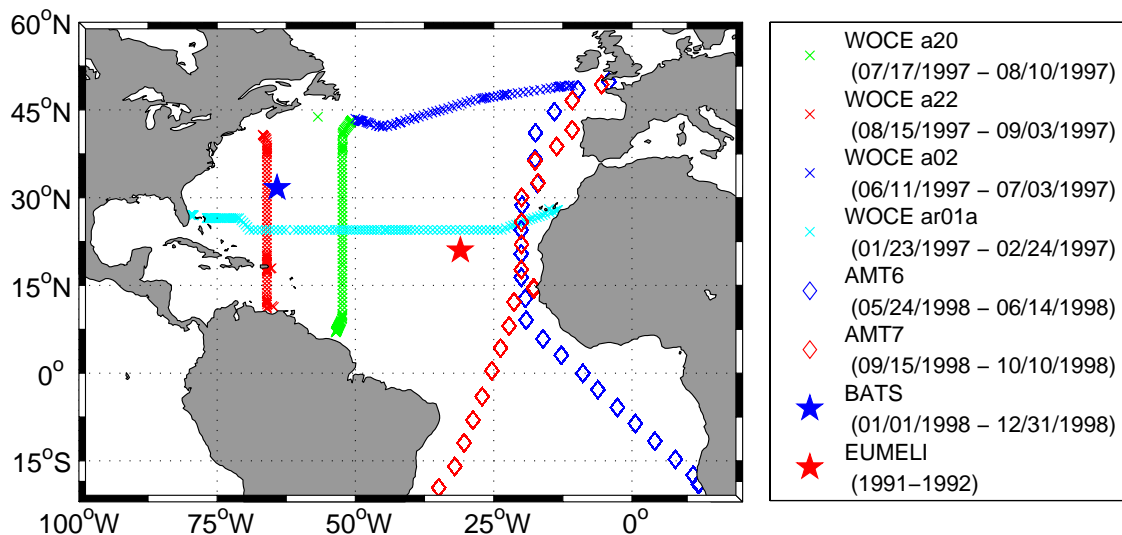 60°N
45°N
30°N
15°N
0°
15°S
100°W
75°W
50°W
25°W
0°
WOCE a20
(07/17/1997 − 08/10/1997)
WOCE a22
(08/15/1997 − 09/03/1997)
WOCE a02
(06/11/1997 − 07/03/1997)
WOCE ar01a
(01/23/1997 − 02/24/1997)
AMT6
(05/24/1998 − 06/14/1998)
AMT7
(09/15/1998 − 10/10/1998)
BATS
(01/01/1998 − 12/31/1998)
EUMELI
(1991−1992)